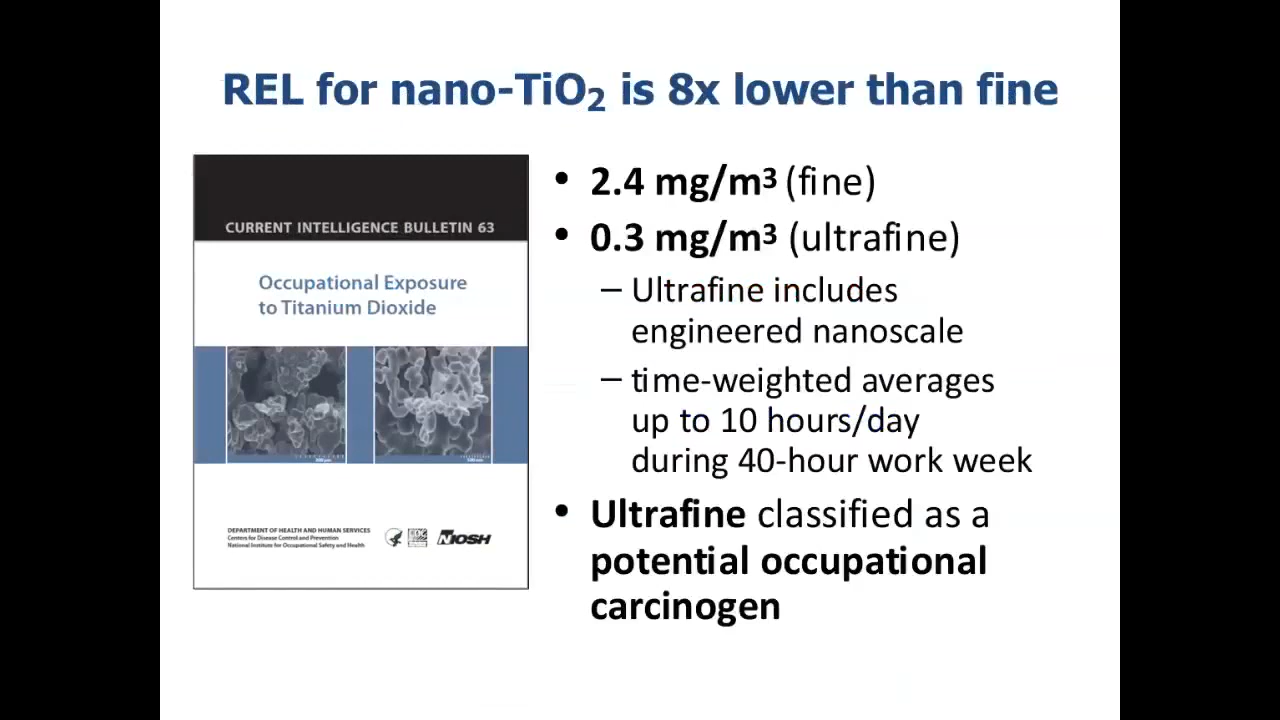 REL for nano-TiO₂ is 8x lower than fine
CURRENT INTELLIGENCE BULLETIN 63
Occupational Exposure
to Titanium Dioxide
DEPARTMENT OF HEALTH AND HUMAN SERVICES
Centers for Disease Control and Prevention
National Institute for Occupational Safety and Health
NIOSH
• 2.4 mg/m³ (fine)
• 0.3 mg/m³ (ultrafine)
– Ultrafine includes
engineered nanoscale
– time-weighted averages
up to 10 hours/day
during 40-hour work week
• Ultrafine classified as a
potential occupational
carcinogen